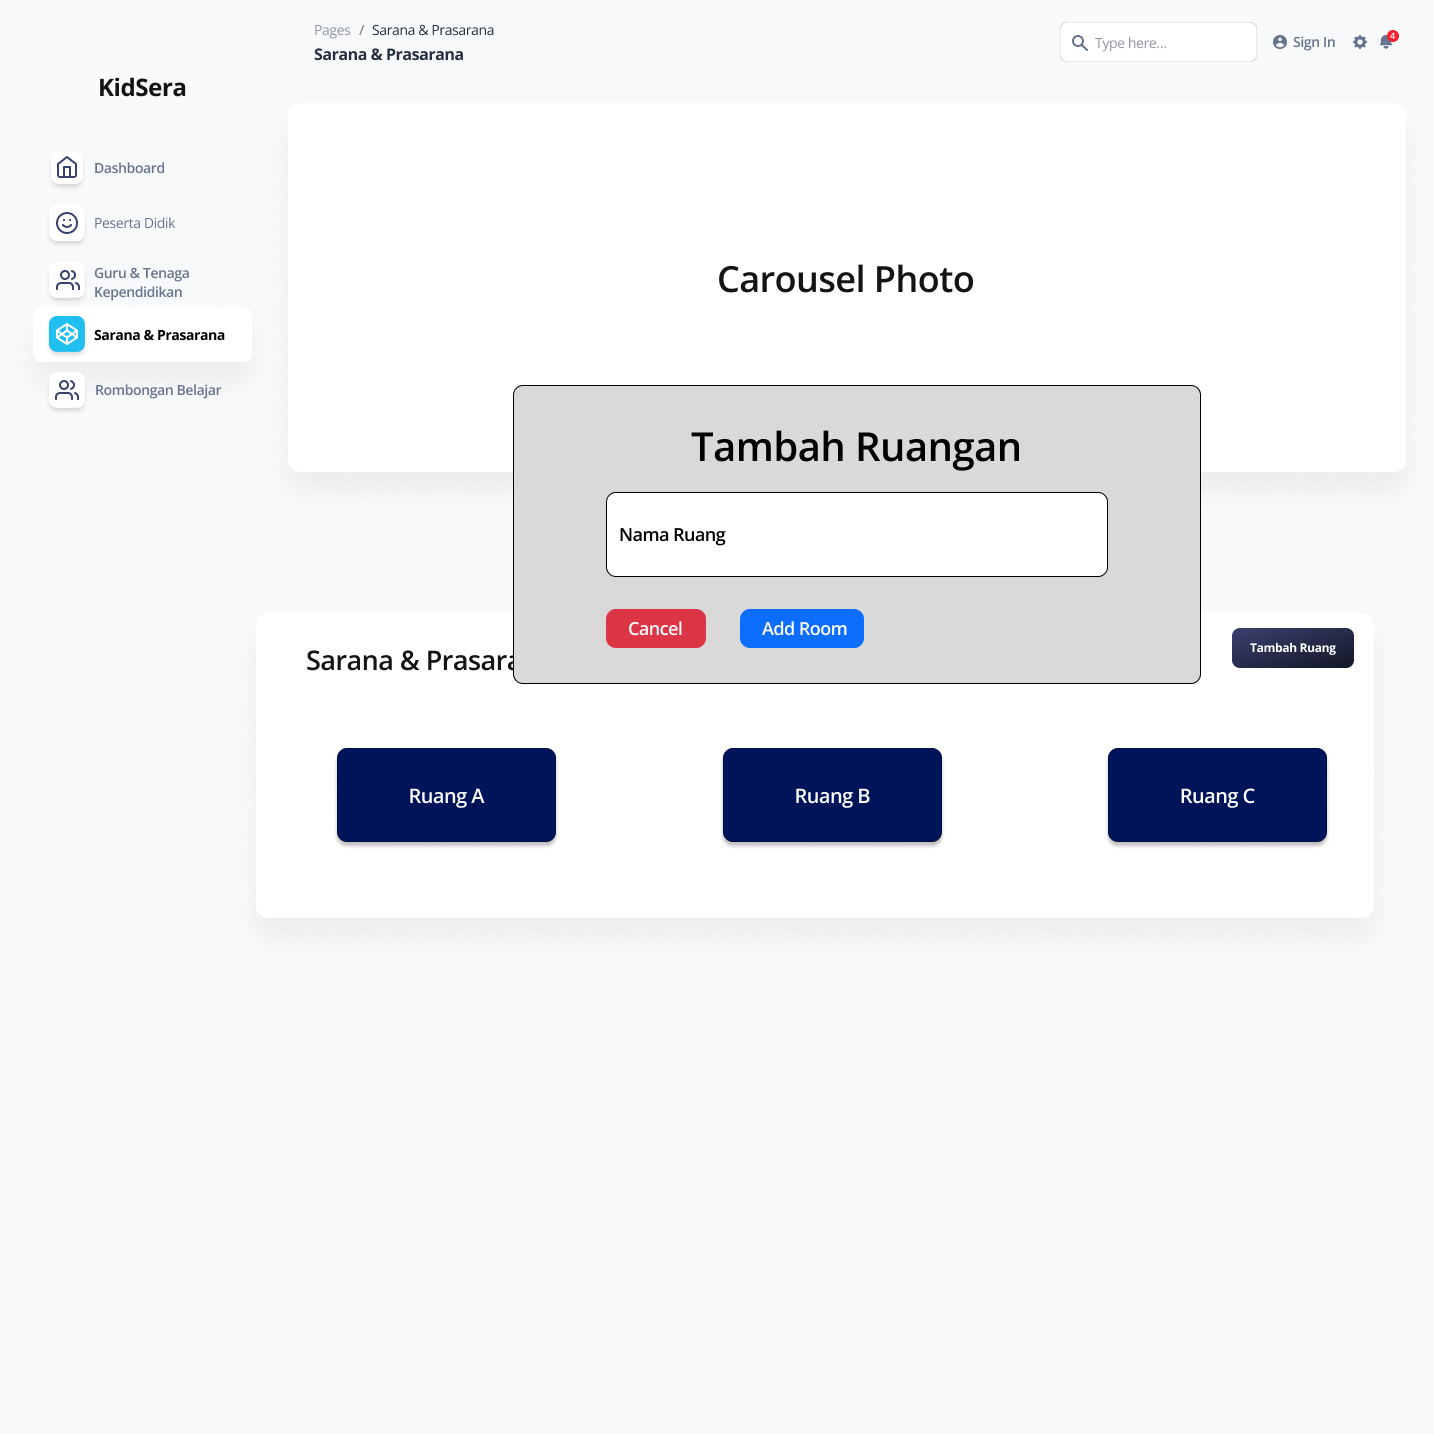 Pages / Sarana & Prasarana
Sarana & Prasarana
Type here...
Sign In
4
KidSera
Dashboard
Peserta Didik
Guru & Tenaga
Kependidikan
Sarana & Prasarana
Rombongan Belajar
Carousel Photo
Tambah Ruangan
Nama Ruang
Cancel
Add Room
Sarana & Prasara
Tambah Ruang
Ruang A
Ruang B
Ruang C